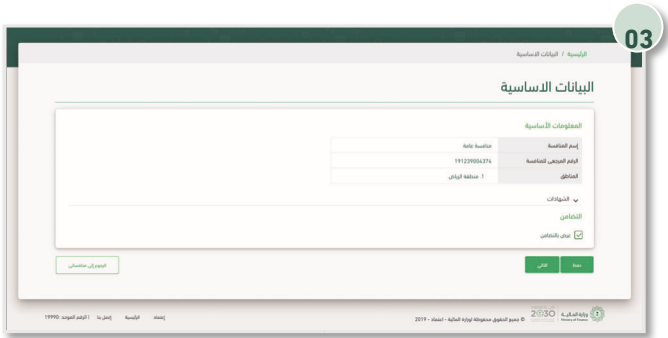 03
الرئيسية / البيانات الاساسية
البيانات الاساسية
المعلومات الأساسية
إسم المنافسة منافسة عامة
الرقم المرجعي للمنافسة 191239004374
المناطق 1. منطقة الرياض
الشهادات
التضامن
عرض بالتضامن
حفظ التالي الرجوع إلى منافساتي
وزارة المالية Ministry of Finance 2030 © جميع الحقوق محفوظة لوزارة المالية - اعتماد - 2019 إعتماد الرئيسية إتصل بنا | الرقم الموحد :19990